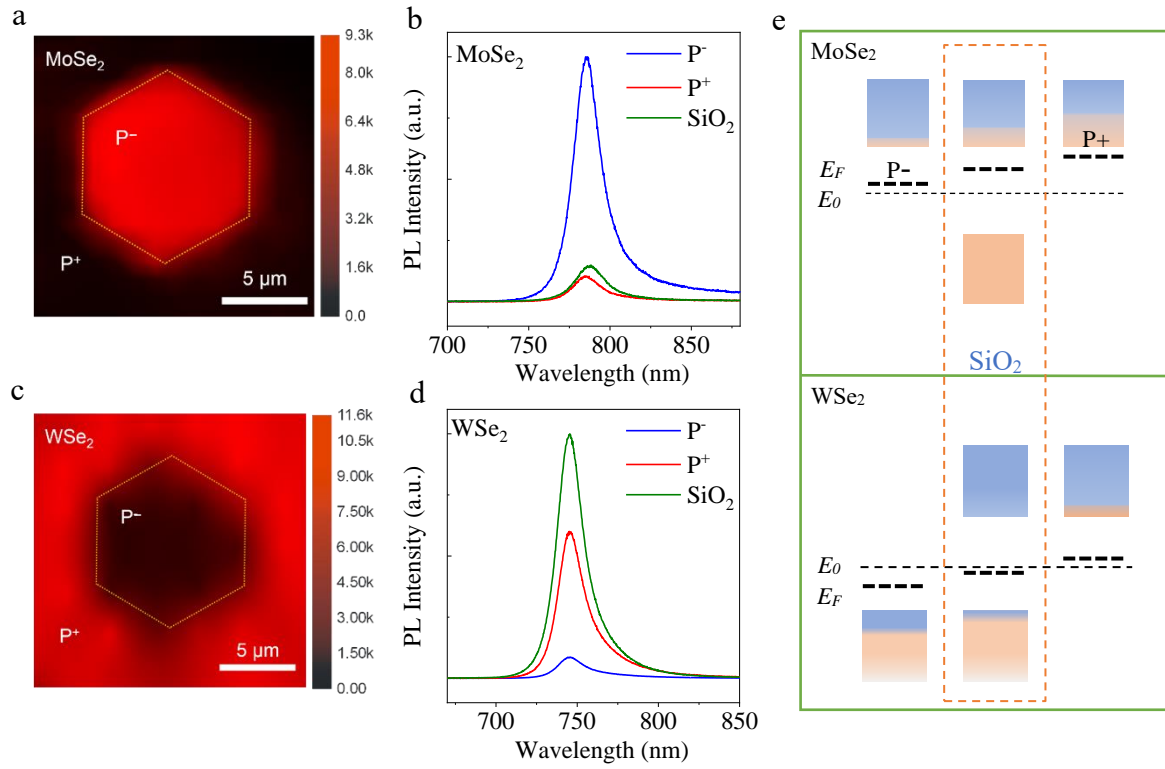 a
MoSe2
P−
P+
5 μm
9.3k
8.0k
6.4k
4.8k
3.2k
1.6k
0.0
b
MoSe2
P-
P+
SiO2
PL Intensity (a.u.)
700
750
800
850
Wavelength (nm)
c
WSe2
P−
P+
5 μm
11.6k
10.5k
9.00k
7.50k
6.00k
4.50k
3.00k
1.50k
0.00
d
WSe2
P-
P+
SiO2
PL Intensity (a.u.)
700
750
800
850
Wavelength (nm)
e
MoSe2
P+
EF
P−
E0
SiO2
WSe2
E0
EF